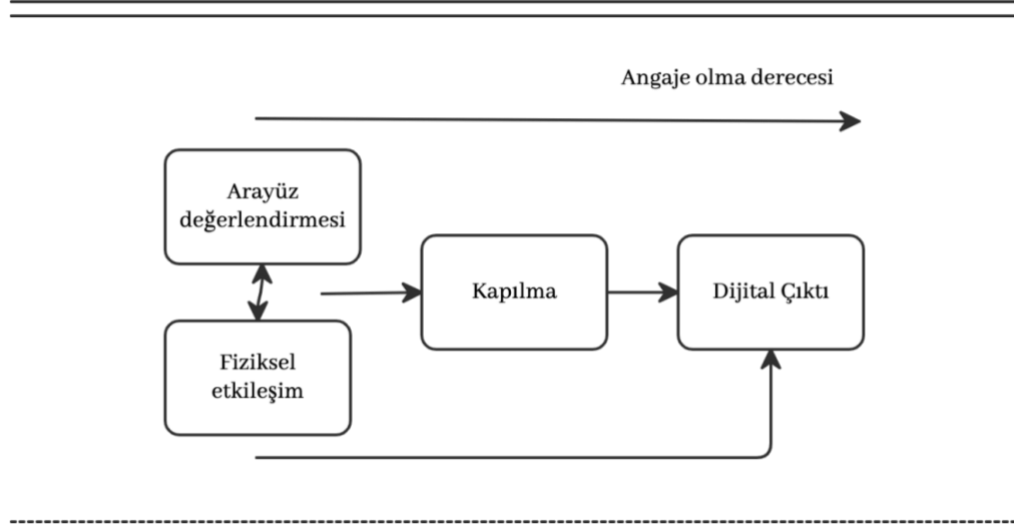 Angaje olma derecesi
Arayüz
değerlendirmesi
Kapılma
Dijital Çıktı
Fiziksel
etkileşim